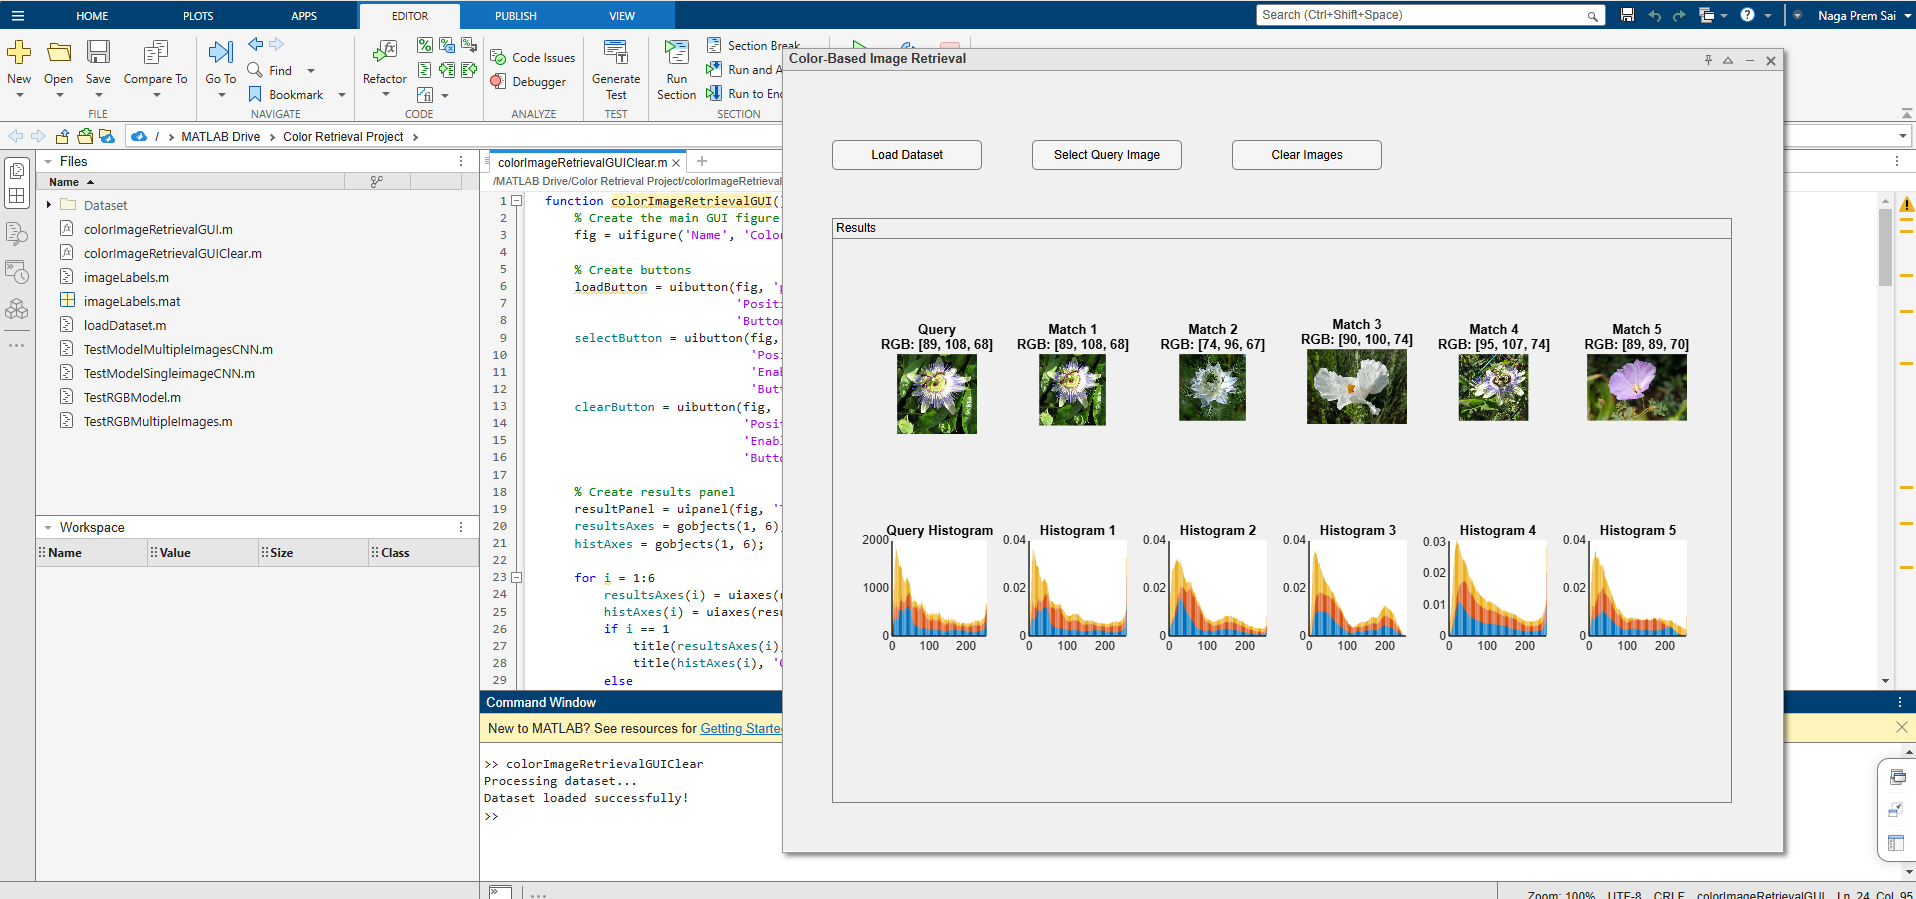 HOME PLOTS APPS EDITOR PUBLISH VIEW
Search (Ctrl+Shift+Space)
Naga Prem Sai
New Open Save Compare To
FILE
Go To
Find
Bookmark
NAVIGATE
Refactor
CODE
Code Issues
Debugger
ANALYZE
Generate Test
TEST
Run Section
Section Break
Run and A
Run to End
SECTION
/ MATLAB Drive Color Retrieval Project
Files
Name
Dataset
colorImageRetrievalGUI.m
colorImageRetrievalGUIClear.m
imageLabels.m
imageLabels.mat
loadDataset.m
TestModelMultipleImagesCNN.m
TestModelSingleimageCNN.m
TestRGBModel.m
TestRGBMultipleImages.m
Workspace
Name Value Size Class
colorImageRetrievalGUIClear.m
/MATLAB Drive/Color Retrieval Project/colorImageRetrieval
1 function colorImageRetrievalGUI()
2 % Create the main GUI figure
3 fig = uifigure('Name', 'Color
4
5 % Create buttons
6 loadButton = uibutton(fig, 'p
7 'Positi
8 'Button
9 selectButton = uibutton(fig,
10 'Posi
11 'Enab
12 'Butt
13 clearButton = uibutton(fig,
14 'Posit
15 'Enabl
16 'Butto
17
18 % Create results panel
19 resultPanel = uipanel(fig, 'T
20 resultsAxes = gobjects(1, 6);
21 histAxes = gobjects(1, 6);
22
23 for i = 1:6
24 resultsAxes(i) = uiaxes(r
25 histAxes(i) = uiaxes(resu
26 if i == 1
27 title(resultsAxes(i),
28 title(histAxes(i), 'Q
29 else
Command Window
New to MATLAB? See resources for Getting Started
>> colorImageRetrievalGUIClear
Processing dataset...
Dataset loaded successfully!
>>
Color-Based Image Retrieval
Load Dataset Select Query Image Clear Images
Results
Query
RGB: [89, 108, 68]
Match 1
RGB: [89, 108, 68]
Match 2
RGB: [74, 96, 67]
Match 3
RGB: [90, 100, 74]
Match 4
RGB: [95, 107, 74]
Match 5
RGB: [89, 89, 70]
Query Histogram
2000
1000
0
0 100 200
Histogram 1
0.04
0.02
0
0 100 200
Histogram 2
0.04
0.02
0
0 100 200
Histogram 3
0.04
0.02
0
0 100 200
Histogram 4
0.03
0.02
0.01
0
0 100 200
Histogram 5
0.04
0.02
0
0 100 200
Zoom: 100% UTF-8 CRLF colorImageRetrievalGUI Ln 24 Col 95